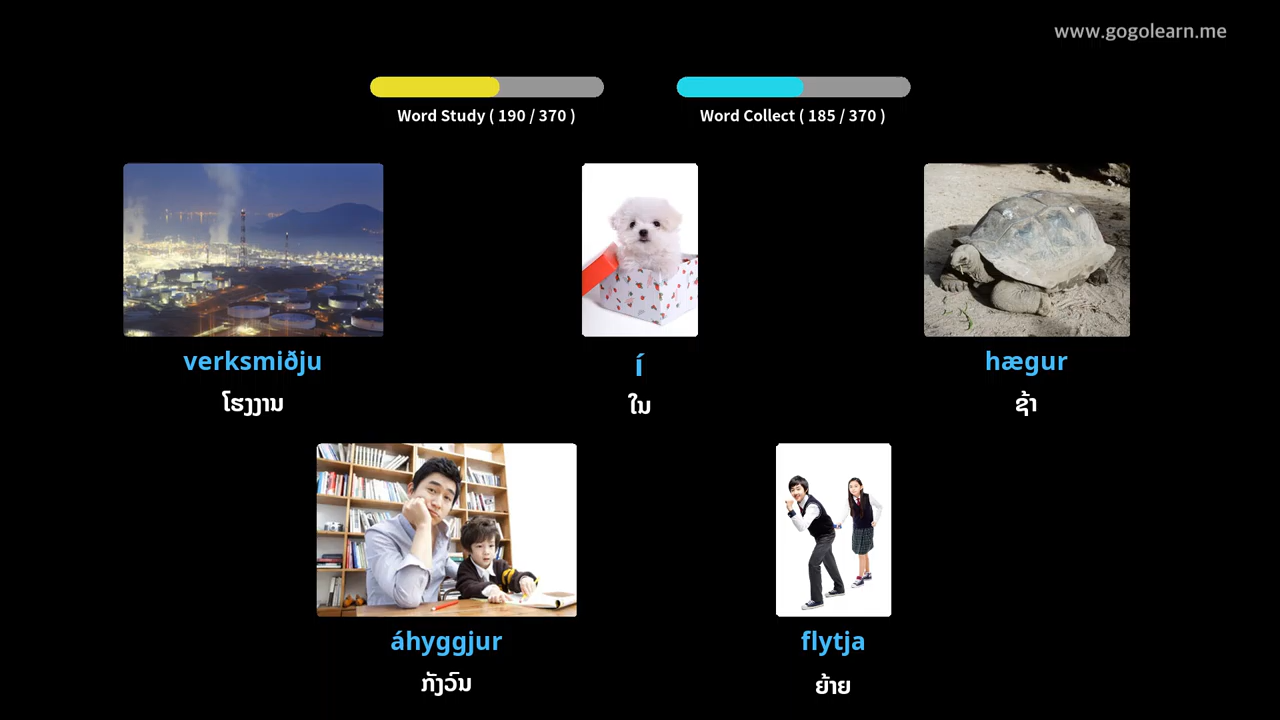 www.gogolearn.me
Word Study ( 190 / 370 )
Word Collect ( 185 / 370 )
verksmiðju
ໂຮງງານ
í
ໃນ
hægur
ຊ້າ
áhyggjur
ກັງວົນ
flytja
ຍ້າຍ